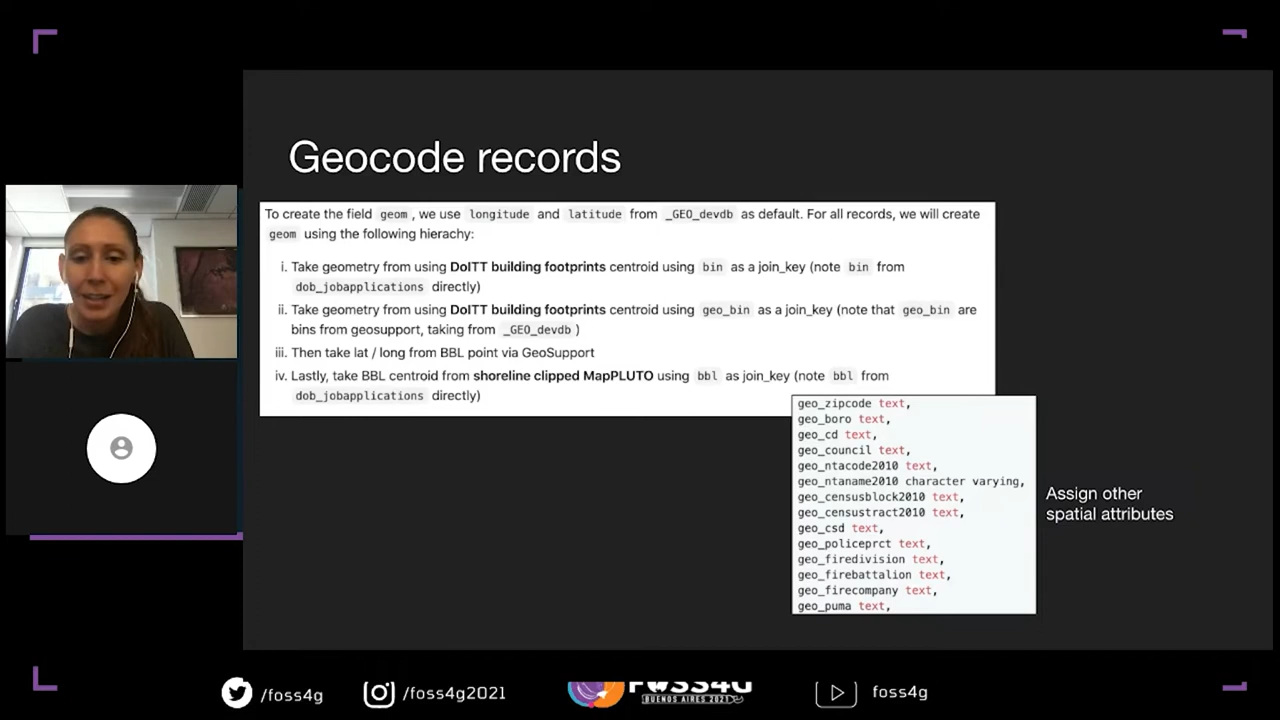 Geocode records
To create the field geom , we use longitude and latitude from _GEO_devdb as default. For all records, we will create
geom using the following hierachy:
i. Take geometry from using DoITT building footprints centroid using bin as a join_key (note bin from
dob_jobapplications directly)
ii. Take geometry from using DoITT building footprints centroid using geo_bin as a join_key (note that geo_bin are
bins from geosupport, taking from _GEO_devdb )
iii. Then take lat / long from BBL point via GeoSupport
iv. Lastly, take BBL centroid from shoreline clipped MapPLUTO using bbl as join_key (note bbl from
dob_jobapplications directly)
geo_zipcode text,
geo_boro text,
geo_cd text,
geo_council text,
geo_ntacode2010 text,
geo_ntaname2010 character varying,
geo_censusblock2010 text,
geo_censustract2010 text,
geo_csd text,
geo_policeprct text,
geo_firedivision text,
geo_firebattalion text,
geo_firecompany text,
geo_puma text,
Assign other
spatial attributes
/foss4g
/foss4g2021
FOSS4G
BUENOS AIRES 2021
foss4g